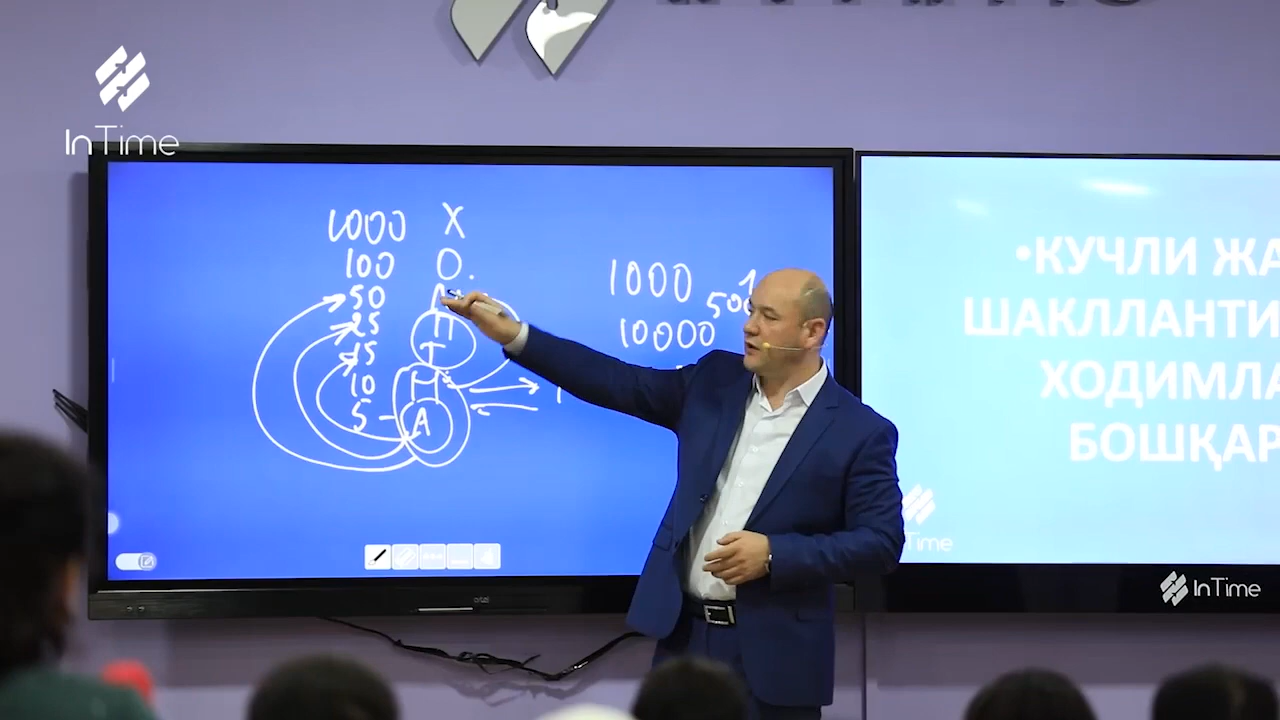 InTime
1000 X
100 O.
50
25 П
15 Т
10 Н
5 - А
1000
500
10000
•КУЧЛИ ЖА
ШАКЛЛАНТИ
ХОДИМЛА
БОШҚАР
InTime
InTime